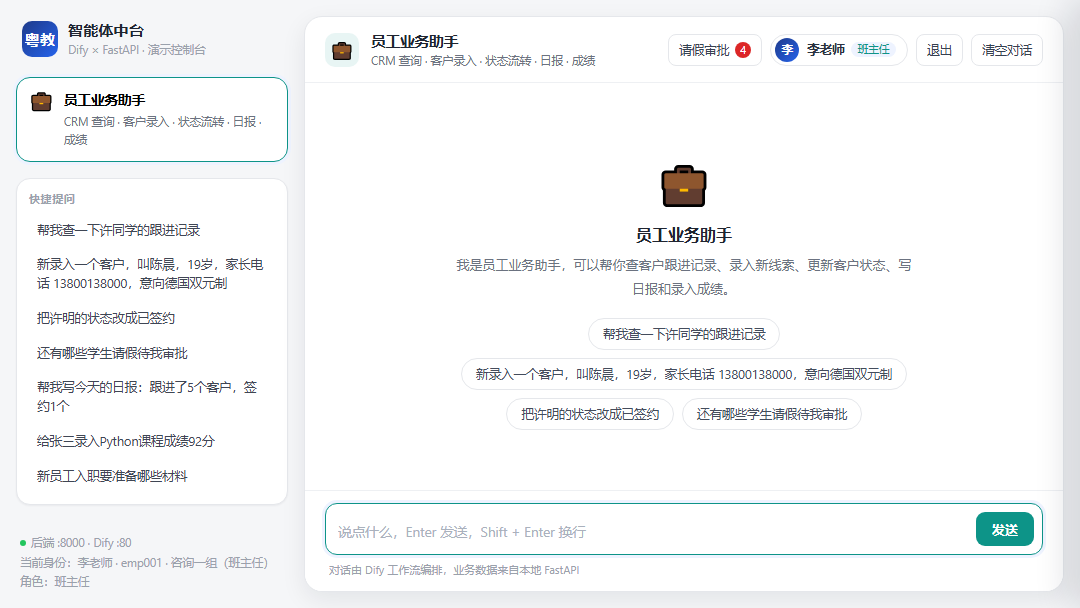 粤教
智能体中台
Dify × FastAPI · 演示控制台
员工业务助手
CRM 查询 · 客户录入 · 状态流转 · 日报 ·
成绩
快捷提问
帮我查一下许同学的跟进记录
新录入一个客户，叫陈晨，19岁，家长电
话 13800138000，意向德国双元制
把许明的状态改成已签约
还有哪些学生请假待我审批
帮我写今天的日报：跟进了5个客户，签
约1个
给张三录入Python课程成绩92分
新员工入职要准备哪些材料
后端 :8000 · Dify :80
当前身份：李老师 · emp001 · 咨询一组（班主任）
角色：班主任
员工业务助手
CRM 查询 · 客户录入 · 状态流转 · 日报 · 成绩
请假审批 4
李 李老师 班主任
退出
清空对话
员工业务助手
我是员工业务助手，可以帮你查客户跟进记录、录入新线索、更新客户状态、写
日报和录入成绩。
帮我查一下许同学的跟进记录
新录入一个客户，叫陈晨，19岁，家长电话 13800138000，意向德国双元制
把许明的状态改成已签约
还有哪些学生请假待我审批
说点什么，Enter 发送，Shift + Enter 换行
发送
对话由 Dify 工作流编排，业务数据来自本地 FastAPI